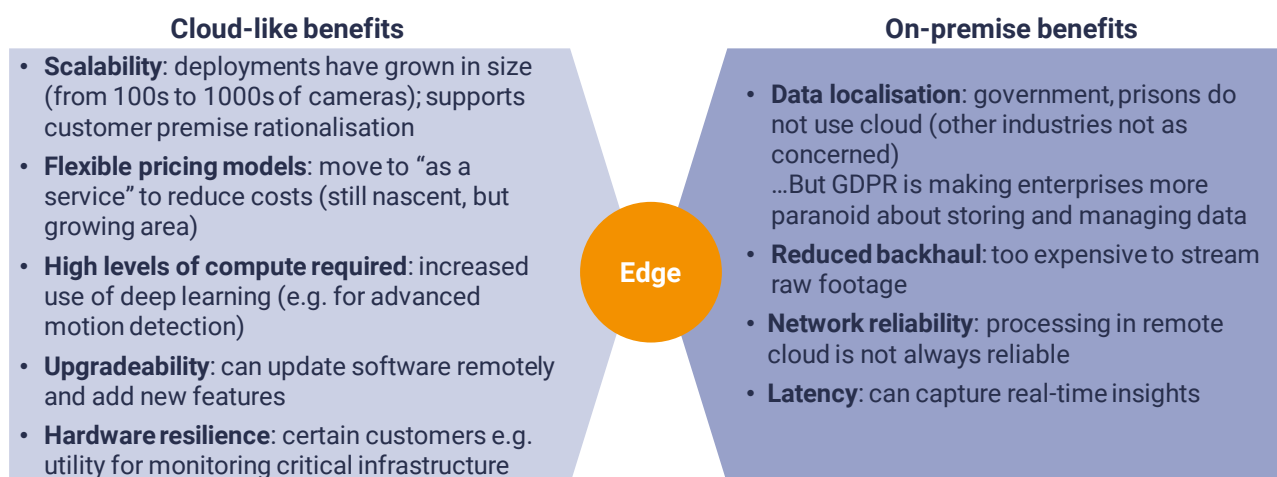 Cloud-like benefits
• Scalability: deployments have grown in size
(from 100s to 1000s of cameras); supports
customer premise rationalisation
• Flexible pricing models: move to “as a
service” to reduce costs (still nascent, but
growing area)
• High levels of compute required: increased
use of deep learning (e.g. for advanced
motion detection)
• Upgradeability: can update software remotely
and add new features
• Hardware resilience: certain customers e.g.
utility for monitoring critical infrastructure
Edge
On-premise benefits
• Data localisation: government, prisons do
not use cloud (other industries not as
concerned)
...But GDPR is making enterprises more
paranoid about storing and managing data
• Reduced backhaul: too expensive to stream
raw footage
• Network reliability: processing in remote
cloud is not always reliable
• Latency: can capture real-time insights